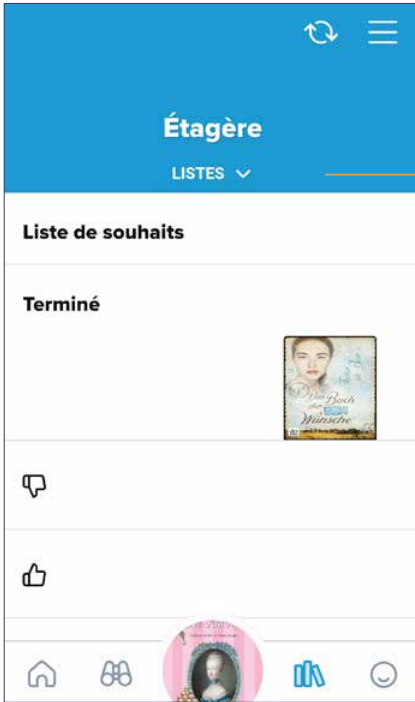 Étagère
LISTES
Liste de souhaits
Terminé
Das Buch
der
Wünsche